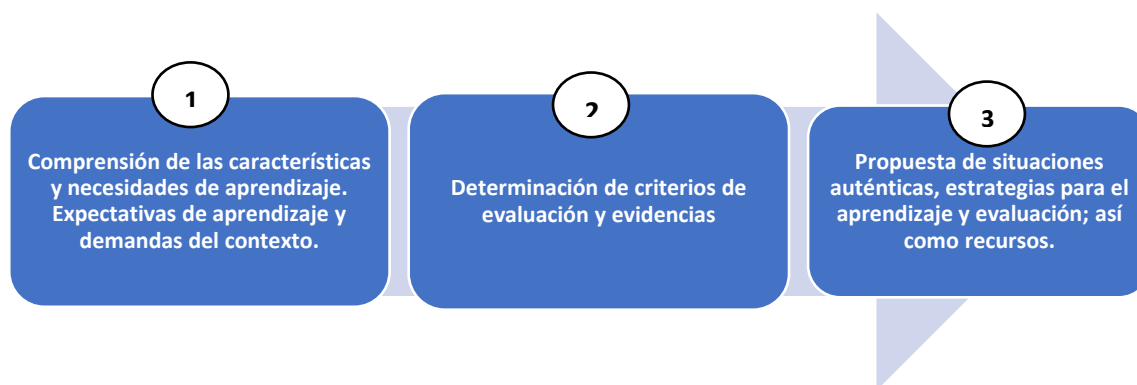 1
Comprensión de las características
y necesidades de aprendizaje.
Expectativas de aprendizaje y
demandas del contexto.
2
Determinación de criterios de
evaluación y evidencias
3
Propuesta de situaciones
auténticas, estrategias para el
aprendizaje y evaluación; así
como recursos.